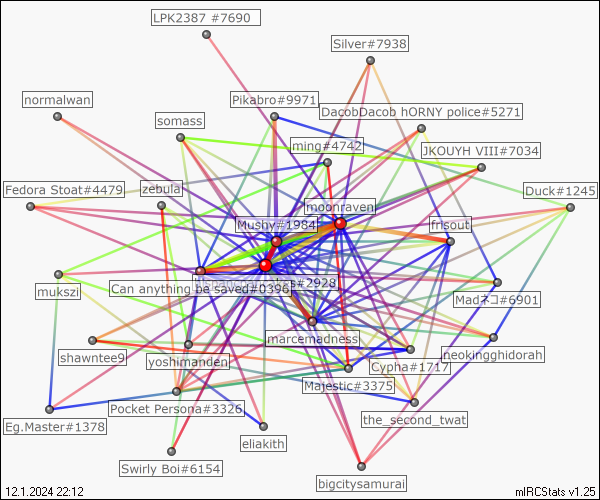 LPK2387 #7690
Silver#7938
normalwan
Pikabro#9971
DacobDacob hORNY police#5271
somass
ming#4742
JKOUYH VIII#7034
Fedora Stoat#4479
zebula
moonraven
Duck#1245
Mushy#1984
frisout
#2928
Can anything be saved#0396
mukszi
Madネコ#6901
marcemadness
shawntee9
yoshimanden
neokingghidorah
Cypha#1717
Majestic#3375
Pocket Persona#3326
the_second_twat
Eg.Master#1378
eliakith
Swirly Boi#6154
bigcitysamurai
12.1.2024 22:12
mIRCStats v1.25